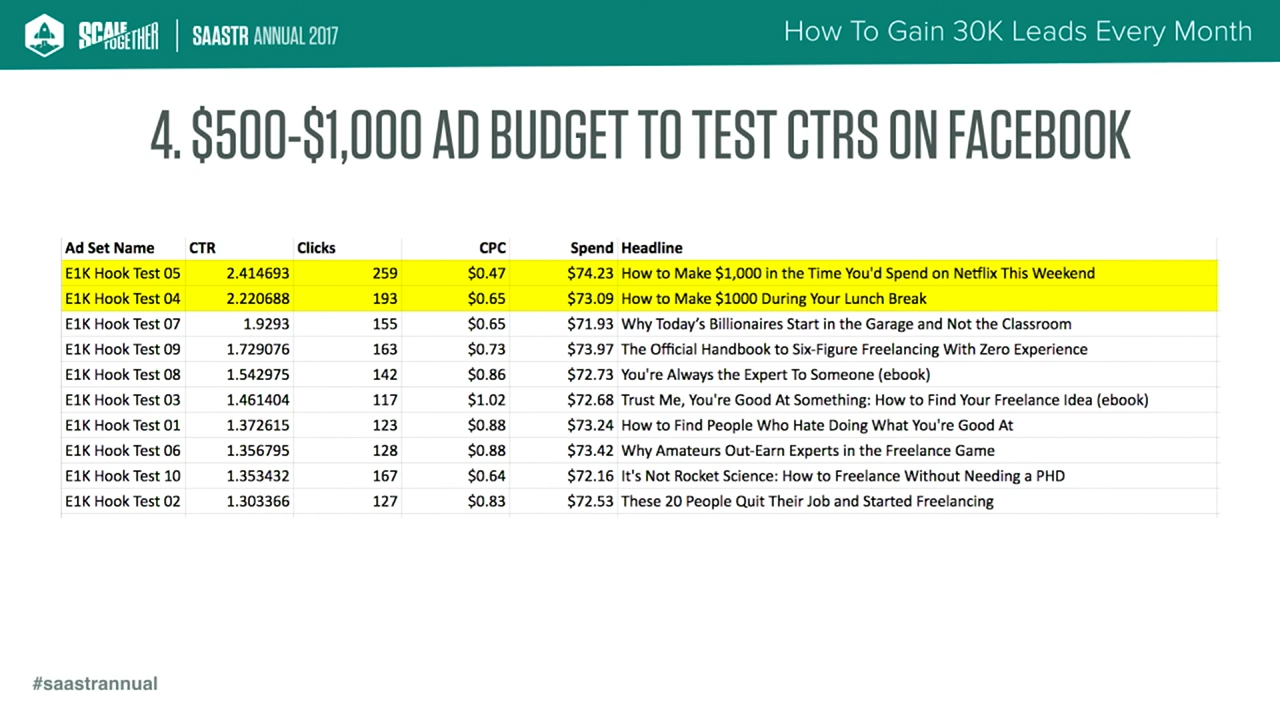 SCALE TOGETHER | SAASTR ANNUAL 2017 How To Gain 30K Leads Every Month
4. $500-$1,000 AD BUDGET TO TEST CTRS ON FACEBOOK
Ad Set Name CTR Clicks CPC Spend Headline
E1K Hook Test 05 2.414693 259 $0.47 $74.23 How to Make $1,000 in the Time You'd Spend on Netflix This Weekend
E1K Hook Test 04 2.220688 193 $0.65 $73.09 How to Make $1000 During Your Lunch Break
E1K Hook Test 07 1.9293 155 $0.65 $71.93 Why Today’s Billionaires Start in the Garage and Not the Classroom
E1K Hook Test 09 1.729076 163 $0.73 $73.97 The Official Handbook to Six-Figure Freelancing With Zero Experience
E1K Hook Test 08 1.542975 142 $0.86 $72.73 You're Always the Expert To Someone (ebook)
E1K Hook Test 03 1.461404 117 $1.02 $72.68 Trust Me, You're Good At Something: How to Find Your Freelance Idea (ebook)
E1K Hook Test 01 1.372615 123 $0.88 $73.24 How to Find People Who Hate Doing What You're Good At
E1K Hook Test 06 1.356795 128 $0.88 $73.42 Why Amateurs Out-Earn Experts in the Freelance Game
E1K Hook Test 10 1.353432 167 $0.64 $72.16 It's Not Rocket Science: How to Freelance Without Needing a PHD
E1K Hook Test 02 1.303366 127 $0.83 $72.53 These 20 People Quit Their Job and Started Freelancing
#saastrannual